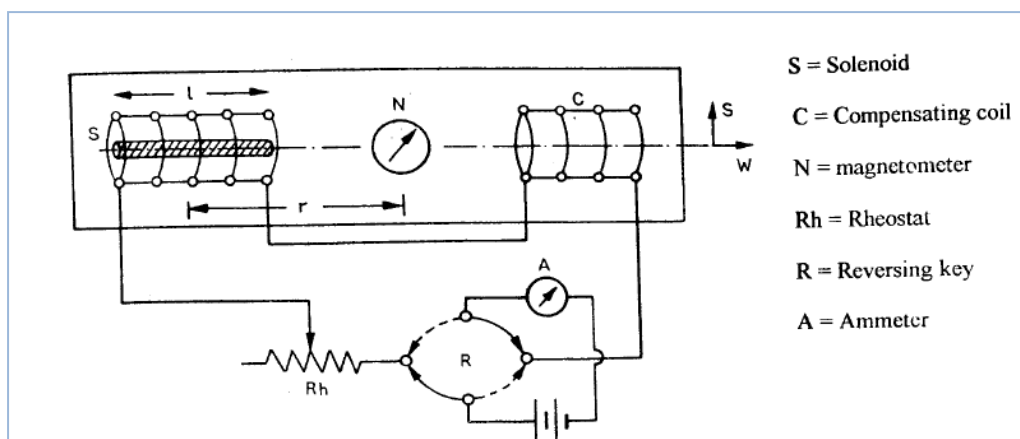 S = Solenoid
C = Compensating coil
N = magnetometer
Rh = Rheostat
R = Reversing key
A = Ammeter
l
S
N
C
S
W
r
A
R
Rh